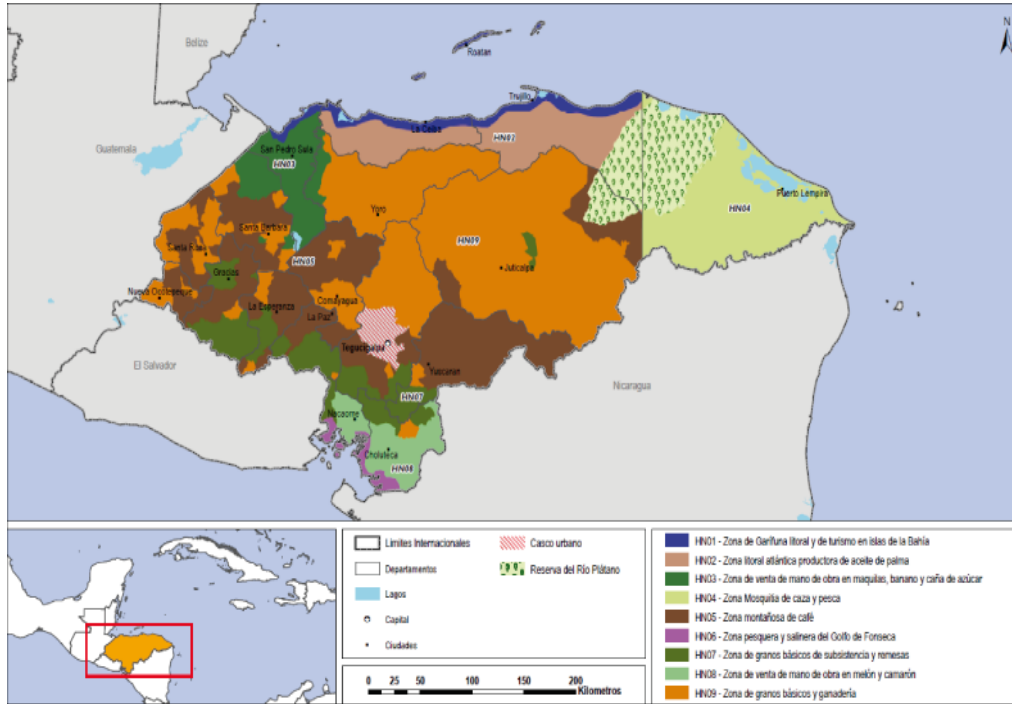 N
Belize
Roatan
Trujillo
La Ceiba
HN02
Guatemala
San Pedro Sula
HN03
Puerto Lempira
HN04
Yoro
Santa Barbara
HN09
Santa Rosa
HN05
Juticalpa
Gracias
Nueva Ocotepeque
Comayagua
La Esperanza
La Paz
Tegucigalpa
El Salvador
Yuscaran
Nicaragua
HN07
Nacaome
Choluteca
HN08
Límites Internacionales
Departamentos
Lagos
Capital
Ciudades
Casco urbano
Reserva del Río Plátano
0 25 50 100 150 200
Kilometros
HN01 - Zona de Garífuna litoral y de turismo en islas de la Bahía
HN02 - Zona litoral atlántica productora de aceite de palma
HN03 - Zona de venta de mano de obra en maquilas, banano y caña de azúcar
HN04 - Zona Mosquitia de caza y pesca
HN05 - Zona montañosa de café
HN06 - Zona pesquera y salinera del Golfo de Fonseca
HN07 - Zona de granos básicos de subsistencia y remesas
HN08 - Zona de venta de mano de obra en melón y camarón
HN09 - Zona de granos básicos y ganadería